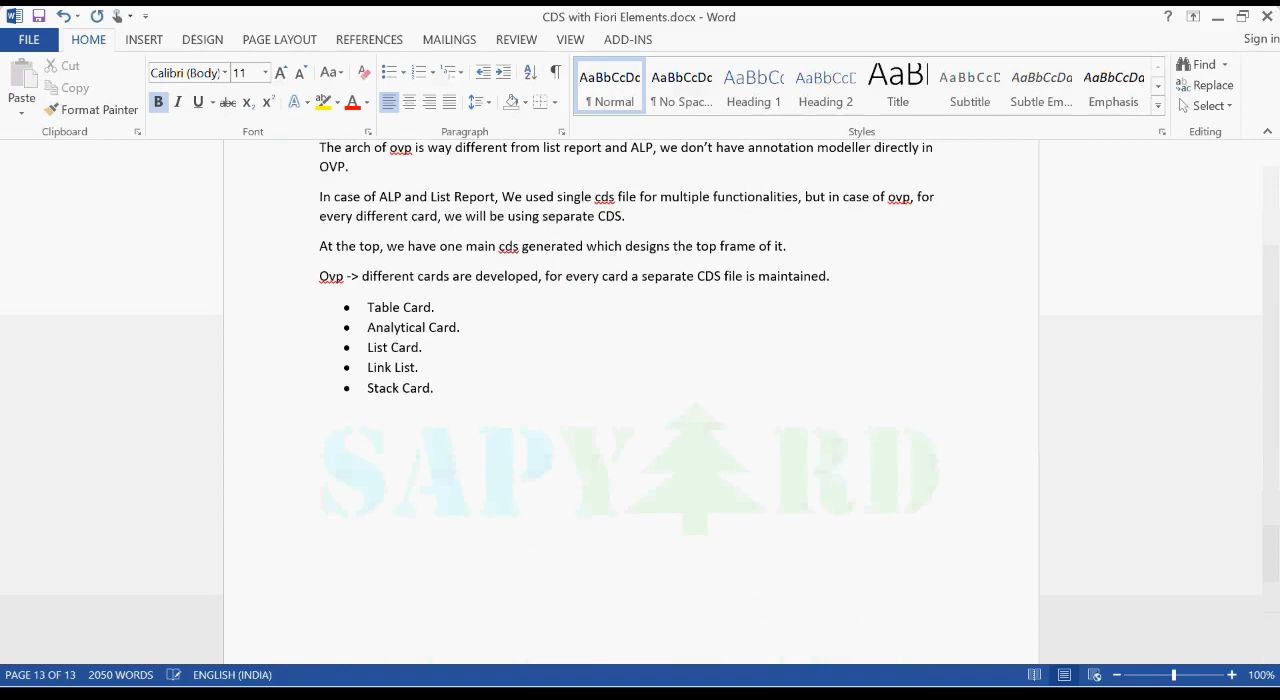 CDS with Fiori Elements.docx - Word
FILE HOME INSERT DESIGN PAGE LAYOUT REFERENCES MAILINGS REVIEW VIEW ADD-INS Sign in
Paste
Cut
Copy
Format Painter
Clipboard
Calibri (Body) 11
Font
Paragraph
AaBbCcDc AaBbCcDc AaBbCc AaBbCcC AaB AaBbCcD AaBbCcDa AaBbCcDa
¶ Normal ¶ No Spac... Heading 1 Heading 2 Title Subtitle Subtle Em... Emphasis
Styles
Find
Replace
Select
Editing
The arch of ovp is way different from list report and ALP, we don’t have annotation modeller directly in
OVP.
In case of ALP and List Report, We used single cds file for multiple functionalities, but in case of ovp, for
every different card, we will be using separate CDS.
At the top, we have one main cds generated which designs the top frame of it.
Ovp -> different cards are developed, for every card a separate CDS file is maintained.
• Table Card.
• Analytical Card.
• List Card.
• Link List.
• Stack Card.
SAPYARD
PAGE 13 OF 13 2050 WORDS ENGLISH (INDIA) 100%